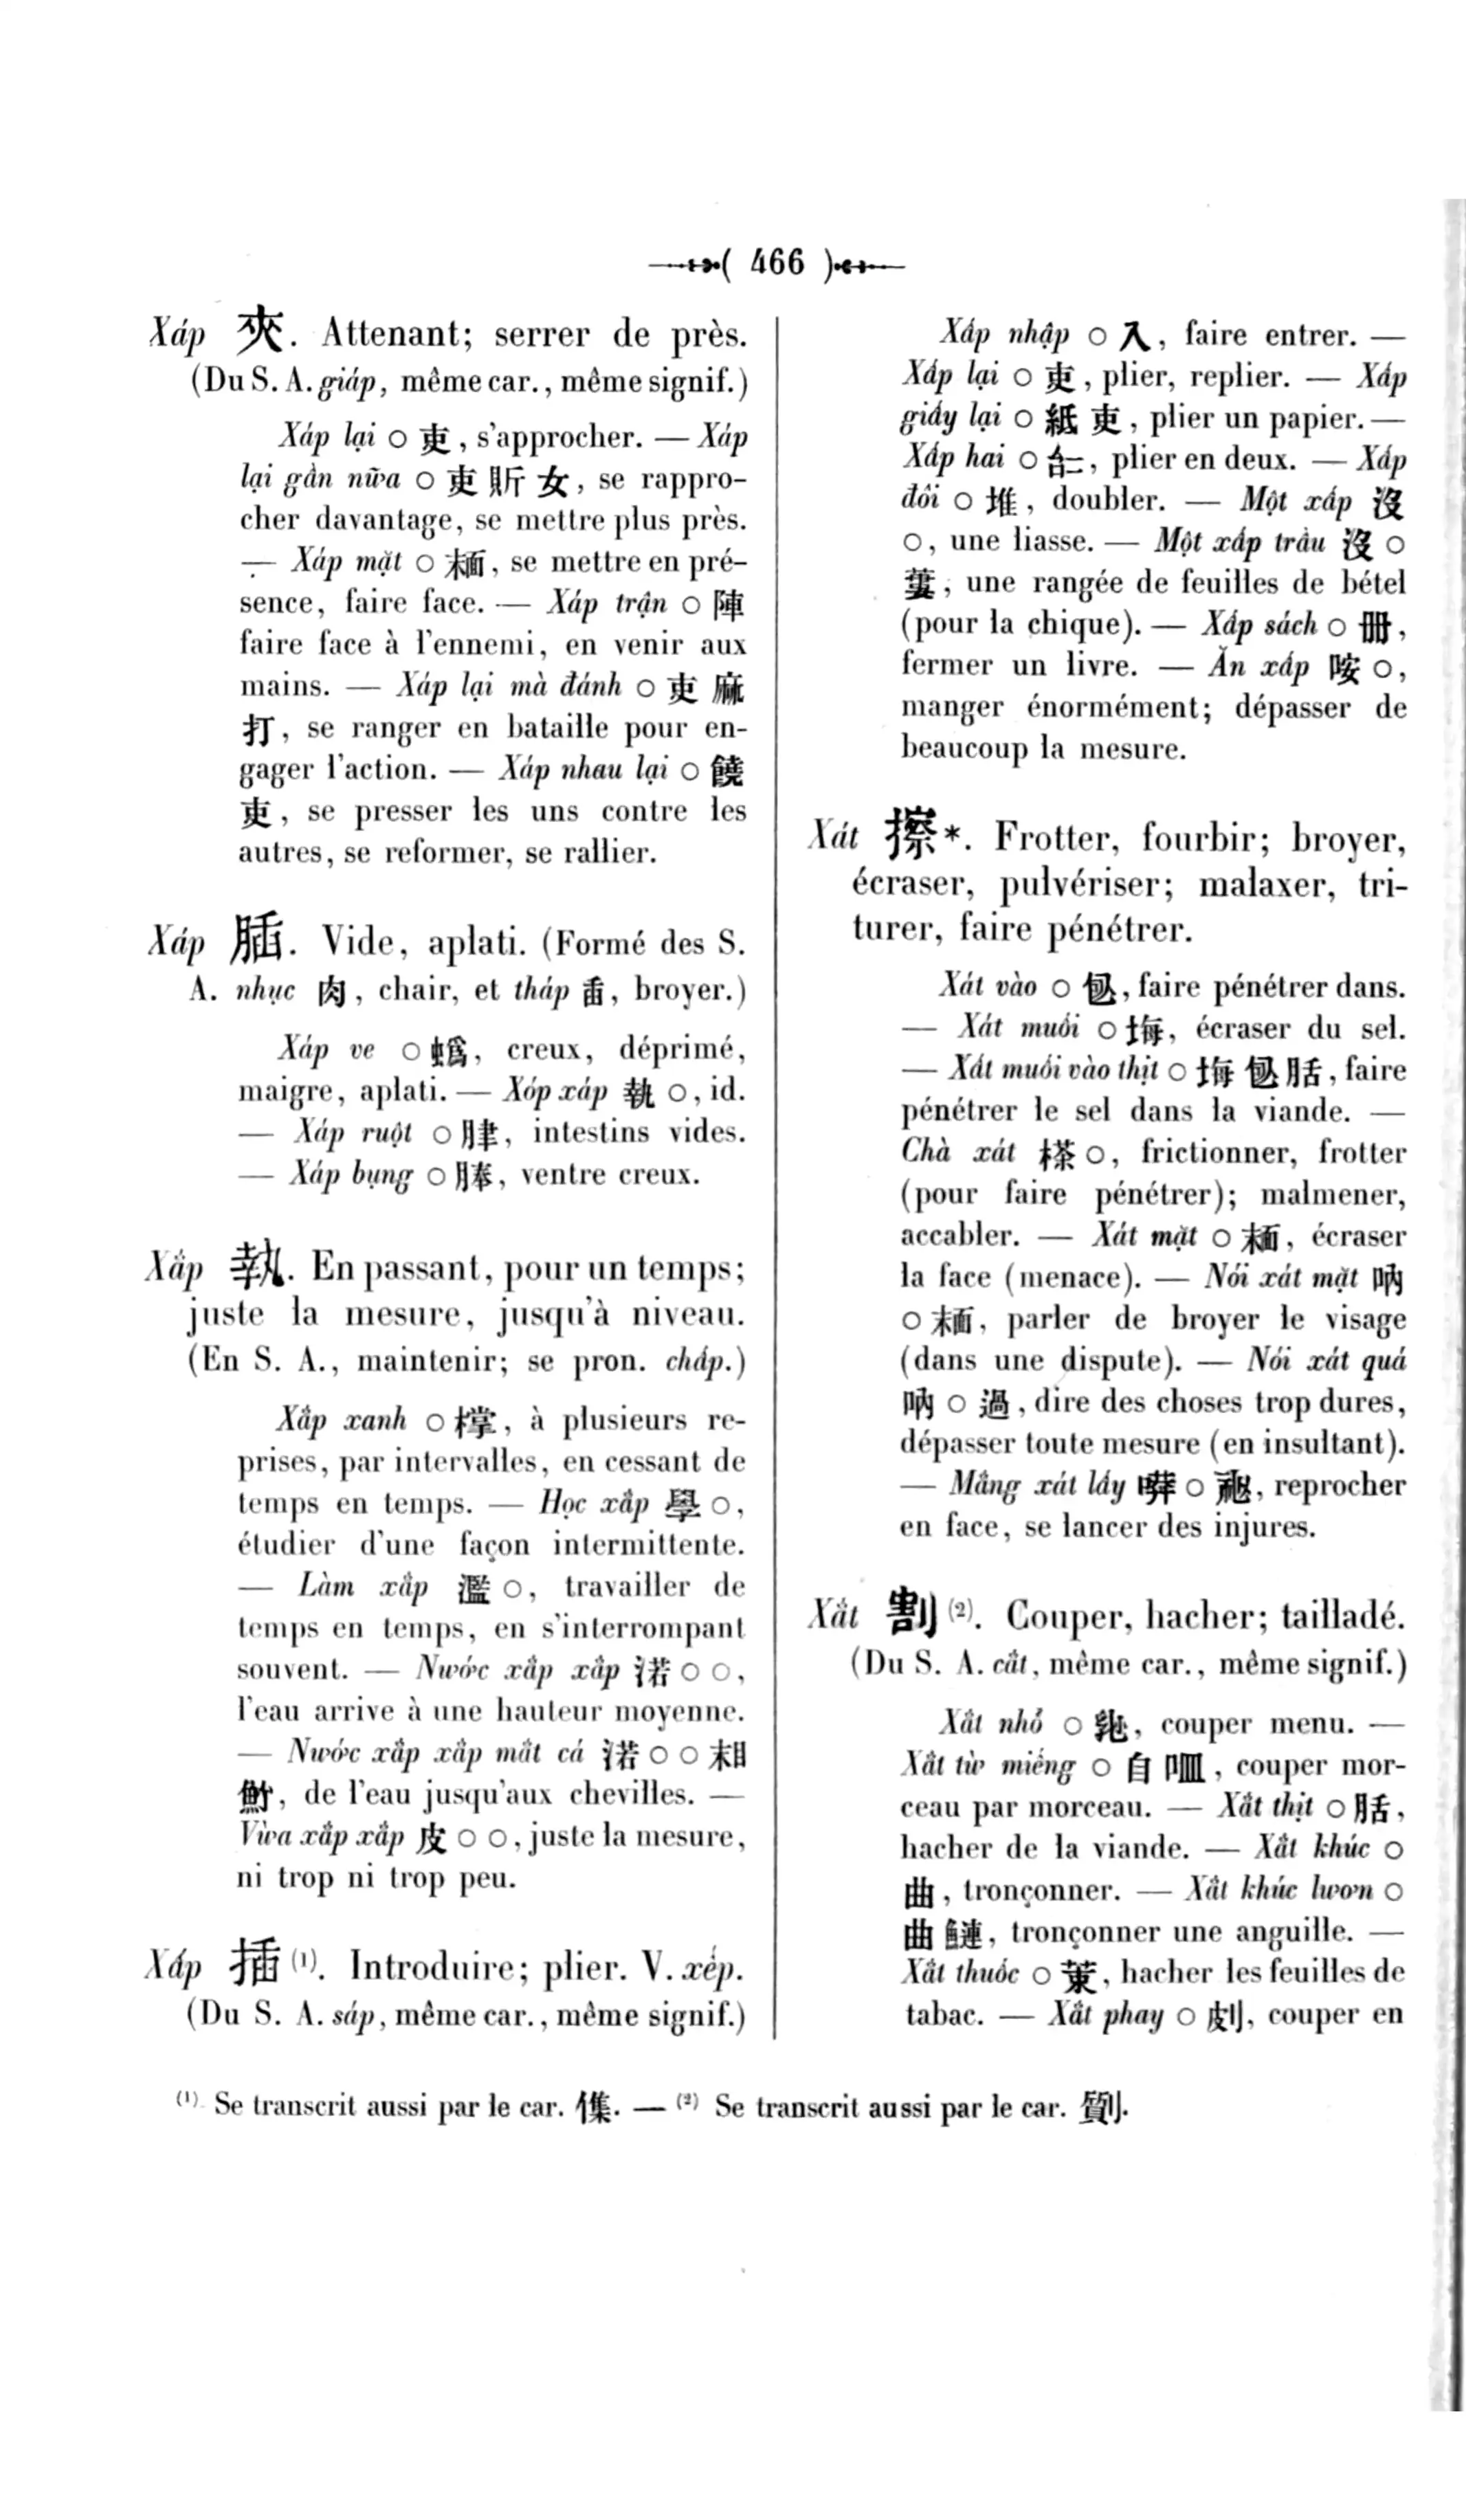 ( 466 )
Xáp 夾. Attenant; serrer de près.
(Du S. A. giáp, même car., même signif.)
Xáp lại ○ 吏, s'approcher. — Xáp
lại gần nữa ○ 吏 𧵆 女, se rappro-
cher davantage, se mettre plus près.
— Xáp mặt ○ 𩈘, se mettre en pré-
sence, faire face. — Xáp trận ○ 陣
faire face à l'ennemi, en venir aux
mains. — Xáp lại mà đánh ○ 吏 麻
打, se ranger en bataille pour en-
gager l'action. — Xáp nhau lại ○ 饒
吏, se presser les uns contre les
autres, se reformer, se rallier.
Xáp 腯. Vide, aplati. (Formé des S.
A. nhục 肉, chair, et tháp 臿, broyer.)
Xáp ve ○ 蟡, creux, déprimé,
maigre, aplati. — Xóp xáp 執 ○, id.
— Xáp ruột ○ 𦛌, intestins vides.
— Xáp bụng ○ 䏾, ventre creux.
Xấp 執. En passant, pour un temps;
juste la mesure, jusqu'à niveau.
(En S. A., maintenir; se pron. chấp.)
Xấp xanh ○ 橕, à plusieurs re-
prises, par intervalles, en cessant de
temps en temps. — Học xấp 學 ○,
étudier d'une façon intermittente.
— Làm xấp 濫 ○, travailler de
temps en temps, en s'interrompant
souvent. — Nước xấp xấp 渃 ○ ○,
l'eau arrive à une hauteur moyenne.
— Nước xấp xấp mắt cá 渃 ○ ○ 𬑉
𩵜, de l'eau jusqu'aux chevilles. —
Vừa xấp xấp 皮 ○ ○, juste la mesure,
ni trop ni trop peu.
Xấp 插 (1). Introduire; plier. V. xếp.
(Du S. A. sáp, même car., même signif.)
Xấp nhập ○ 入, faire entrer. —
Xấp lại ○ 吏, plier, replier. — Xấp
giấy lại ○ 紙 吏, plier un papier. —
Xấp hai ○ 𠄩, plier en deux. — Xấp
đôi ○ 堆, doubler. — Một xấp 沒
○, une liasse. — Một xấp trầu 沒 ○
蔞, une rangée de feuilles de bétel
(pour la chique). — Xấp sách ○ 冊,
fermer un livre. — Ăn xấp 咹 ○,
manger énormément; dépasser de
beaucoup la mesure.
Xát 擦*. Frotter, fourbir; broyer,
écraser, pulvériser; malaxer, tri-
turer, faire pénétrer.
Xát vào ○ 𠓨, faire pénétrer dans.
— Xát muối ○ 塰, écraser du sel.
— Xát muối vào thịt ○ 塰 𠓨 𦧘, faire
pénétrer le sel dans la viande. —
Chà xát 搽 ○, frictionner, frotter
(pour faire pénétrer); malmener,
accabler. — Xát mặt ○ 𩈘, écraser
la face (menace). — Nói xát mặt 吶
○ 𩈘, parler de broyer le visage
(dans une dispute). — Nói xát quá
吶 ○ 過, dire des choses trop dures,
dépasser toute mesure (en insultant).
— Mắng xát lấy 𠻵 ○ 𥙩, reprocher
en face, se lancer des injures.
Xắt 割 (2). Couper, hacher; tailladé.
(Du S. A. cắt, même car., même signif.)
Xắt nhỏ ○ 𡮈, couper menu. —
Xắt từ miếng ○ 自 𠰘, couper mor-
ceau par morceau. — Xắt thịt ○ 𦧘,
hacher de la viande. — Xắt khúc ○
曲, tronçonner. — Xắt khúc lươn ○
曲 鰱, tronçonner une anguille. —
Xắt thuốc ○ 葉, hacher les feuilles de
tabac. — Xắt phay ○ 㓟, couper en
(1) Se transcrit aussi par le car. 㒫. — (2) Se transcrit aussi par le car. 劕.